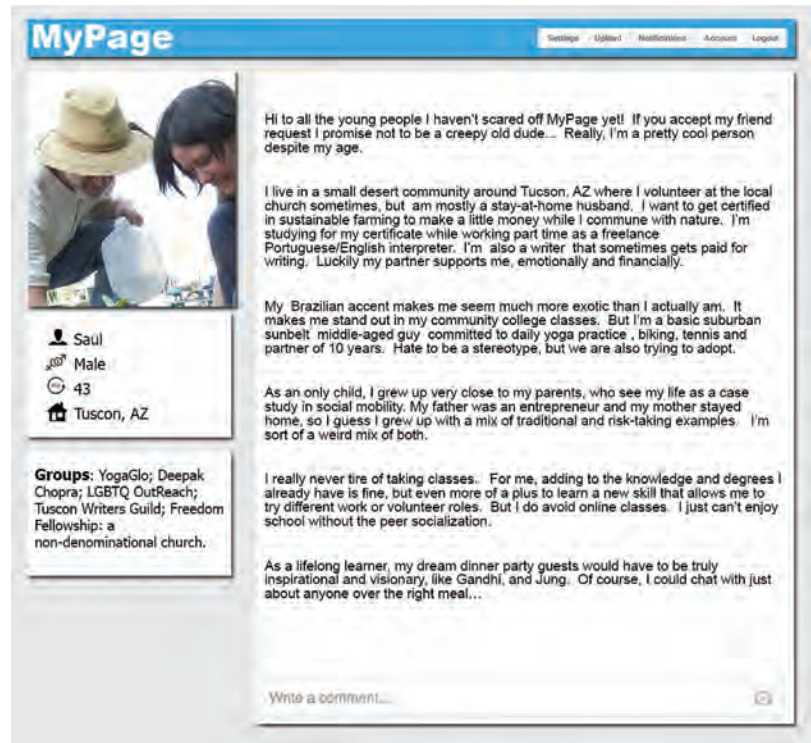 MyPage
Settings Upload Notifications Account Logout
Hi to all the young people I haven't scared off MyPage yet!  If you accept my friend
request I promise not to be a creepy old dude...  Really, I'm a pretty cool person
despite my age.
I live in a small desert community around Tucson, AZ where I volunteer at the local
church sometimes, but  am mostly a stay-at-home husband.  I want to get certified
in sustainable farming to make a little money while I commune with nature.  I'm
studying for my certificate while working part time as a freelance
Portuguese/English interpreter.  I'm  also a writer  that sometimes gets paid for
writing.  Luckily my partner supports me, emotionally and financially.
My  Brazilian accent makes me seem much more exotic than I actually am.  It
makes me stand out in my community college classes.  But I'm a basic suburban
sunbelt  middle-aged guy  committed to daily yoga practice , biking, tennis and
partner of 10 years.  Hate to be a stereotype, but we are also trying to adopt.
As an only child, I grew up very close to my parents, who see my life as a case
study in social mobility. My father was an entrepreneur and my mother stayed
home, so I guess I grew up with a mix of traditional and risk-taking examples.   I'm
sort of a weird mix of both.
I really never tire of taking classes..  For me, adding to the knowledge and degrees I
already have is fine, but even more of a plus to learn a new skill that allows me to
try different work or volunteer roles.  But I do avoid online classes.  I just can't enjoy
school without the peer socialization.
As a lifelong learner, my dream dinner party guests would have to be truly
inspirational and visionary, like Gandhi, and Jung.  Of course, I could chat with just
about anyone over the right meal...
Write a comment...
Saul
Male
43
Tuscon, AZ
Groups: YogaGlo; Deepak
Chopra; LGBTQ OutReach;
Tuscon Writers Guild; Freedom
Fellowship: a
non-denominational church.